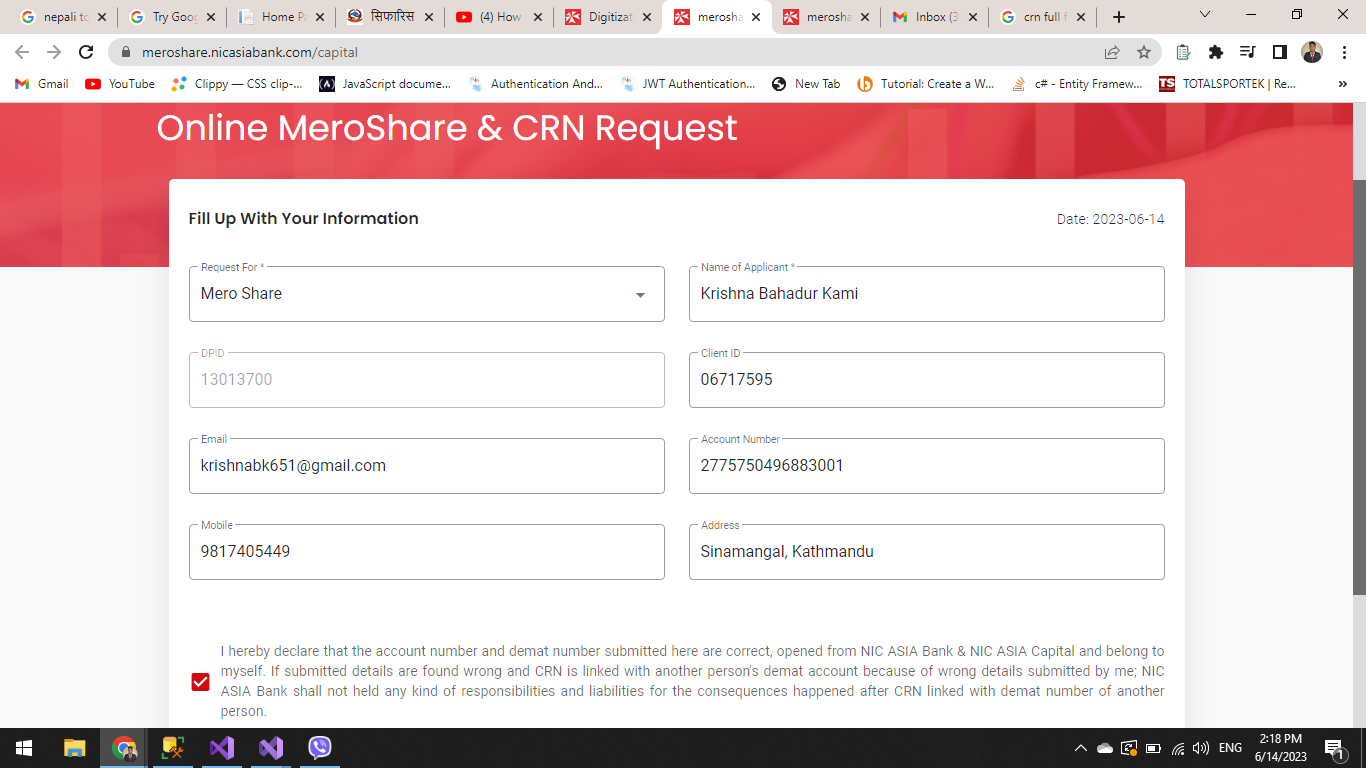 nepali to
Try Goog
Home P
सिफारिस
(4) How
Digitizat
merosha
merosha
Inbox (3
crn full f
meroshare.nicasiabank.com/capital
Gmail
YouTube
Clippy — CSS clip-...
JavaScript docume...
Authentication And...
JWT Authentication...
New Tab
Tutorial: Create a W...
c# - Entity Framew...
TS
TOTALSPORTEK | Re...
»
Online MeroShare & CRN Request
Fill Up With Your Information
Date: 2023-06-14
Request For *
Mero Share
Name of Applicant *
Krishna Bahadur Kami
DPID
13013700
Client ID
06717595
Email
krishnabk651@gmail.com
Account Number
2775750496883001
Mobile
9817405449
Address
Sinamangal, Kathmandu
I hereby declare that the account number and demat number submitted here are correct, opened from NIC ASIA Bank & NIC ASIA Capital and belong to
myself. If submitted details are found wrong and CRN is linked with another person's demat account because of wrong details submitted by me; NIC
ASIA Bank shall not held any kind of responsibilities and liabilities for the consequences happened after CRN linked with demat number of another
person.
ENG
2:18 PM
6/14/2023
1